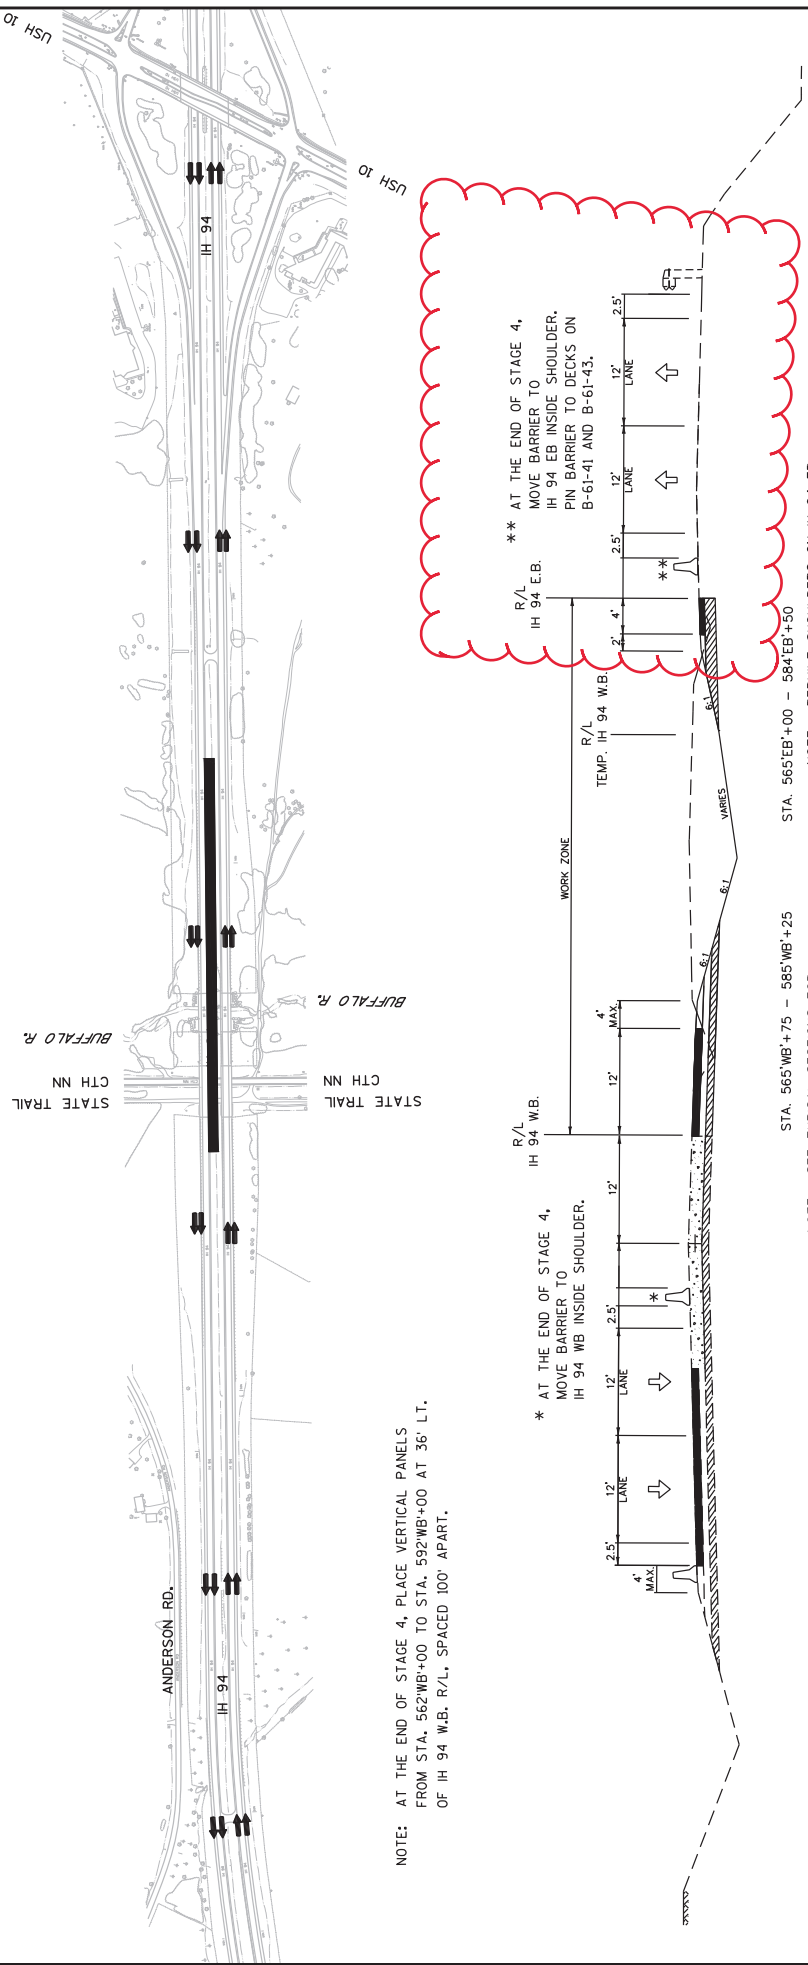 USH 10
USH 10
IH 94
BUFFALO R.
BUFFALO R.
CTH NN
STATE TRAIL
CTH NN
STATE TRAIL
ANDERSON RD.
IH 94
NOTE: AT THE END OF STAGE 4, PLACE VERTICAL PANELS
FROM STA. 562'WB'+00 TO STA. 592'WB'+00 AT 36' LT.
OF IH 94 W.B. R/L, SPACED 100' APART.
* AT THE END OF STAGE 4,
MOVE BARRIER TO
IH 94 WB INSIDE SHOULDER.
** AT THE END OF STAGE 4,
MOVE BARRIER TO
IH 94 EB INSIDE SHOULDER.
PIN BARRIER TO DECKS ON
B-61-41 AND B-61-43.
R/L
IH 94 W.B.
R/L
IH 94 E.B.
WORK ZONE
R/L
TEMP. IH 94 W.B.
4'
MAX.
2.5'
12'
LANE
12'
LANE
2.5'
12'
12'
4'
MAX.
2'
4'
2.5'
12'
LANE
12'
LANE
2.5'
*
**
6:1
6:1
VARIES
6:1
STA. 565'WB'+75 - 585'WB'+25
STA. 565'EB'+00 - 584'EB'+50